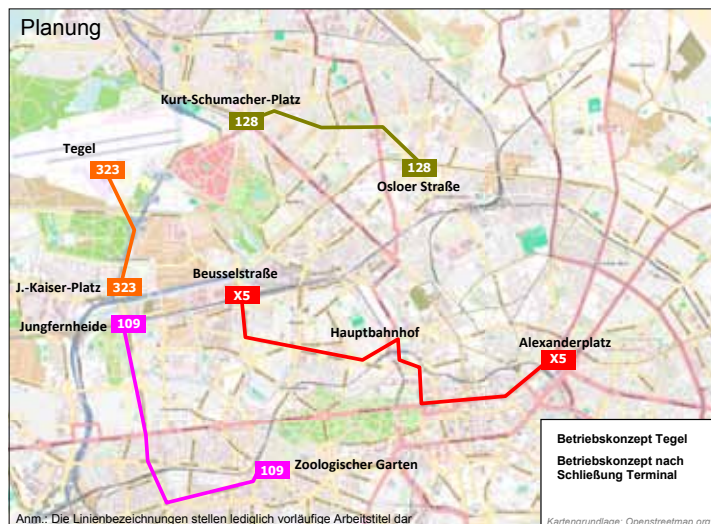 Planung
Kurt-Schumacher-Platz
128
Tegel
323
128
Osloer Straße
Beusselstraße
J.-Kaiser-Platz
323
X5
Jungfernheide
109
Hauptbahnhof
Alexanderplatz
X5
Betriebskonzept Tegel
Betriebskonzept nach
Schließung Terminal
Zoologischer Garten
109
Anm.: Die Linienbezeichnungen stellen lediglich vorläufige Arbeitstitel dar
Kartengrundlage: Openstreetmap.org